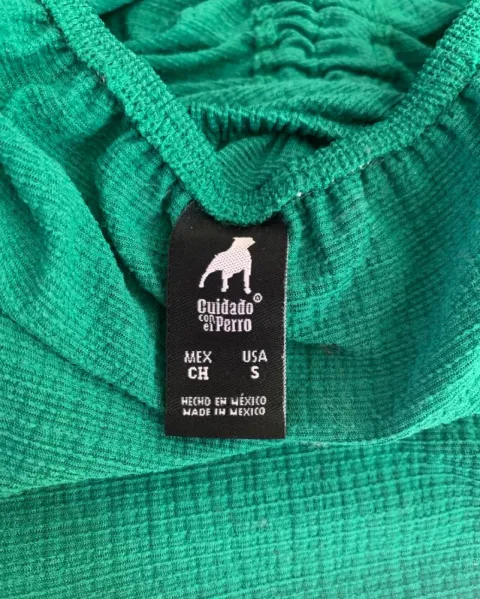 Cuidado®
con
el Perro
MEX USA
CH S
HECHO EN MÉXICO
MADE IN MEXICO